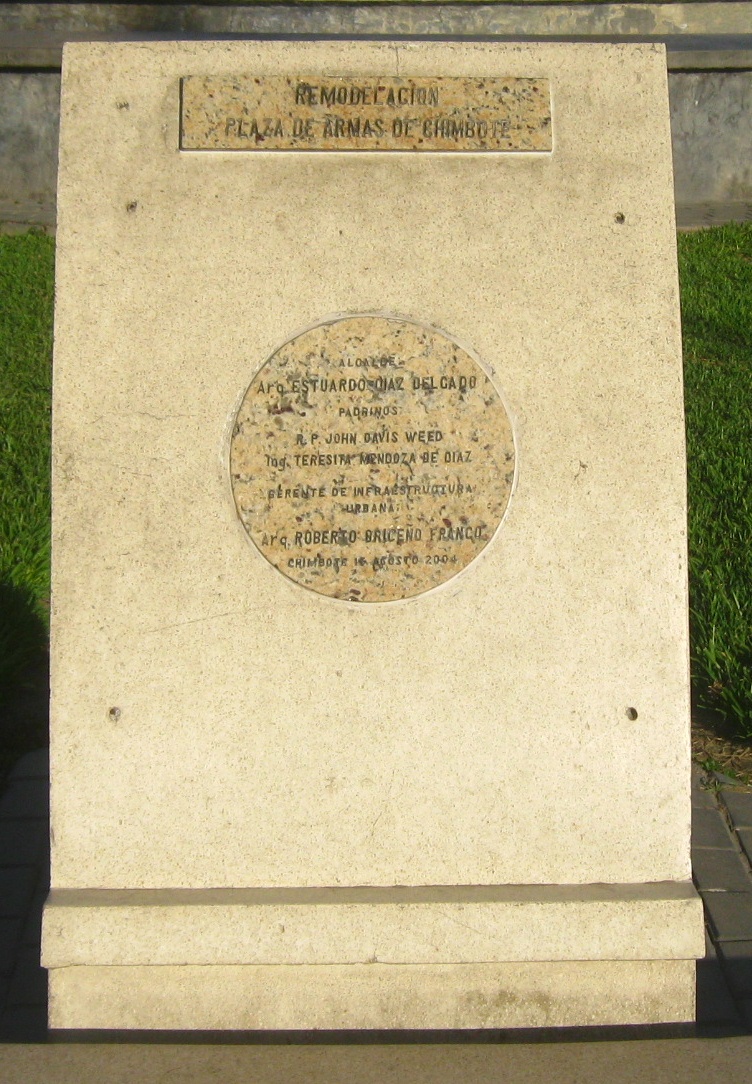 REMODELACION
PLAZA DE ARMAS DE CHIMBOTE
ALCALDE:
Arq. ESTUARDO DIAZ DELGADO
PADRINOS:
R.P. JOHN DAVIS WEED
Ing. TERESITA MENDOZA DE DIAZ
GERENTE DE INFRAESTRUCTURA
URBANA:
Arq. ROBERTO BRICEÑO FRANCO
CHIMBOTE AGOSTO 2004